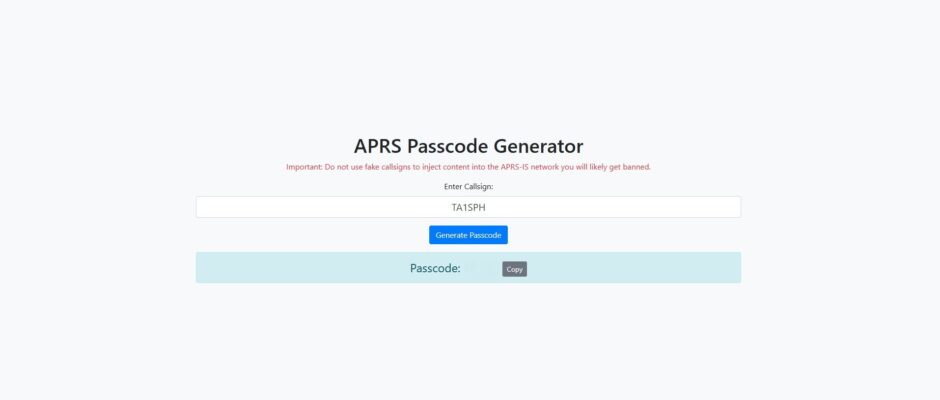 APRS Passcode Generator
Important: Do not use fake callsigns to inject content into the APRS-IS network you will likely get banned.
Enter Callsign:
TA1SPH
Generate Passcode
Passcode: Copy